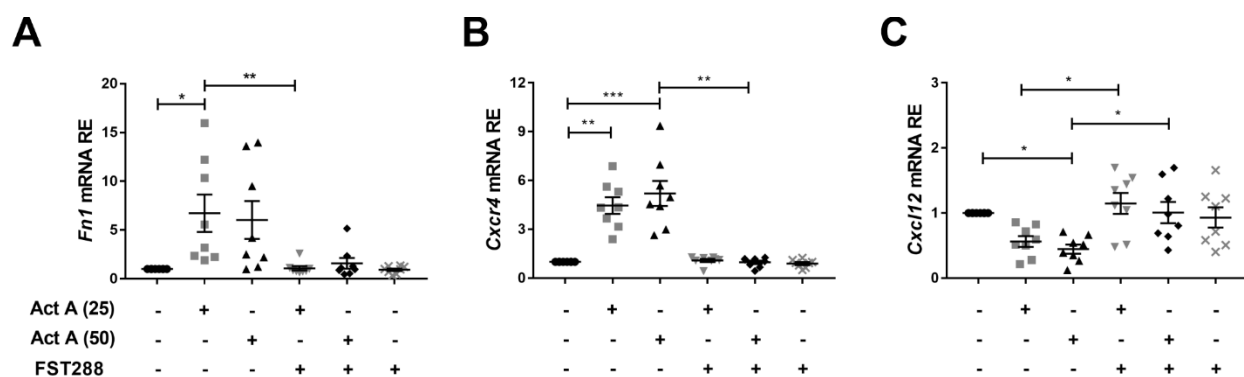 A
B
C
Fn1 mRNA RE
20
15
10
5
0
*
**
Cxcr4 mRNA RE
12
9
6
3
0
***
**
**
Cxcl12 mRNA RE
3
2
1
0
*
*
*
Act A (25) - + - + - - - + - + - - - + - + - -
Act A (50) - - + - + - - - + - + - - - + - + -
FST288 - - - + + + - - - + + + - - - + + +